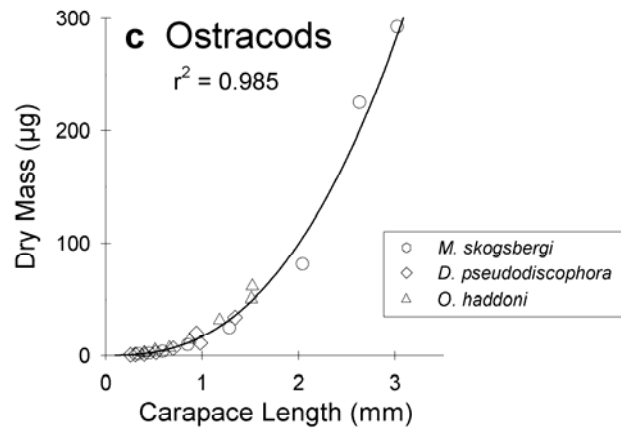 c Ostracods
r² = 0.985
300
200
100
0
Dry Mass (µg)
0 1 2 3
Carapace Length (mm)
M. skogsbergi
D. pseudodiscophora
O. haddoni